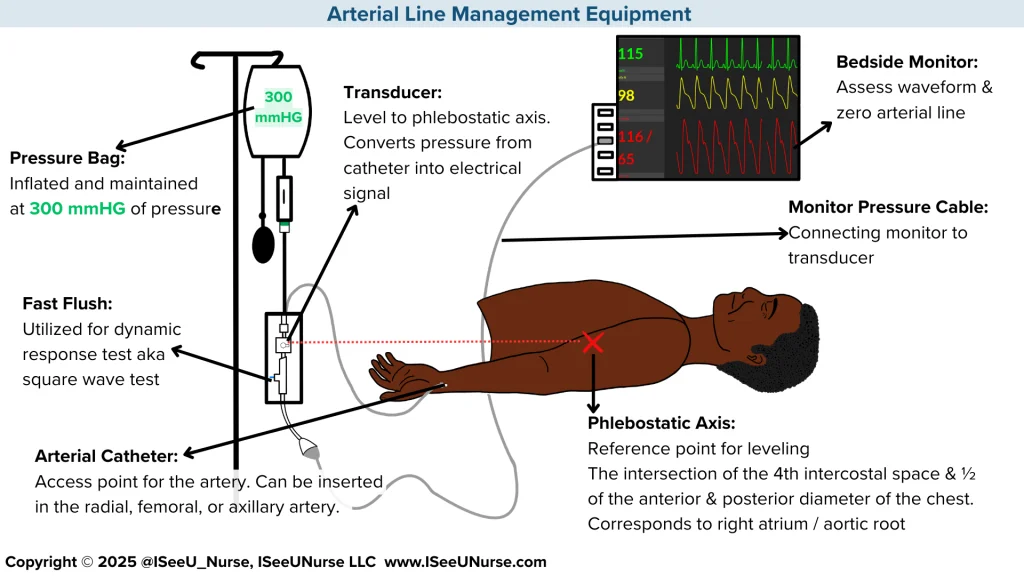 Arterial Line Management Equipment
300
mmHG
Pressure Bag:
Inflated and maintained
at 300 mmHG of pressure
Transducer:
Level to phlebostatic axis.
Converts pressure from
catheter into electrical
signal
115
98
116 /
65
Bedside Monitor:
Assess waveform &
zero arterial line
Monitor Pressure Cable:
Connecting monitor to
transducer
Fast Flush:
Utilized for dynamic
response test aka
square wave test
Arterial Catheter:
Access point for the artery. Can be inserted
in the radial, femoral, or axillary artery.
Phlebostatic Axis:
Reference point for leveling
The intersection of the 4th intercostal space & ½
of the anterior & posterior diameter of the chest.
Corresponds to right atrium / aortic root
Copyright © 2025 @ISeeU_Nurse, ISeeUNurse LLC www.ISeeUNurse.com